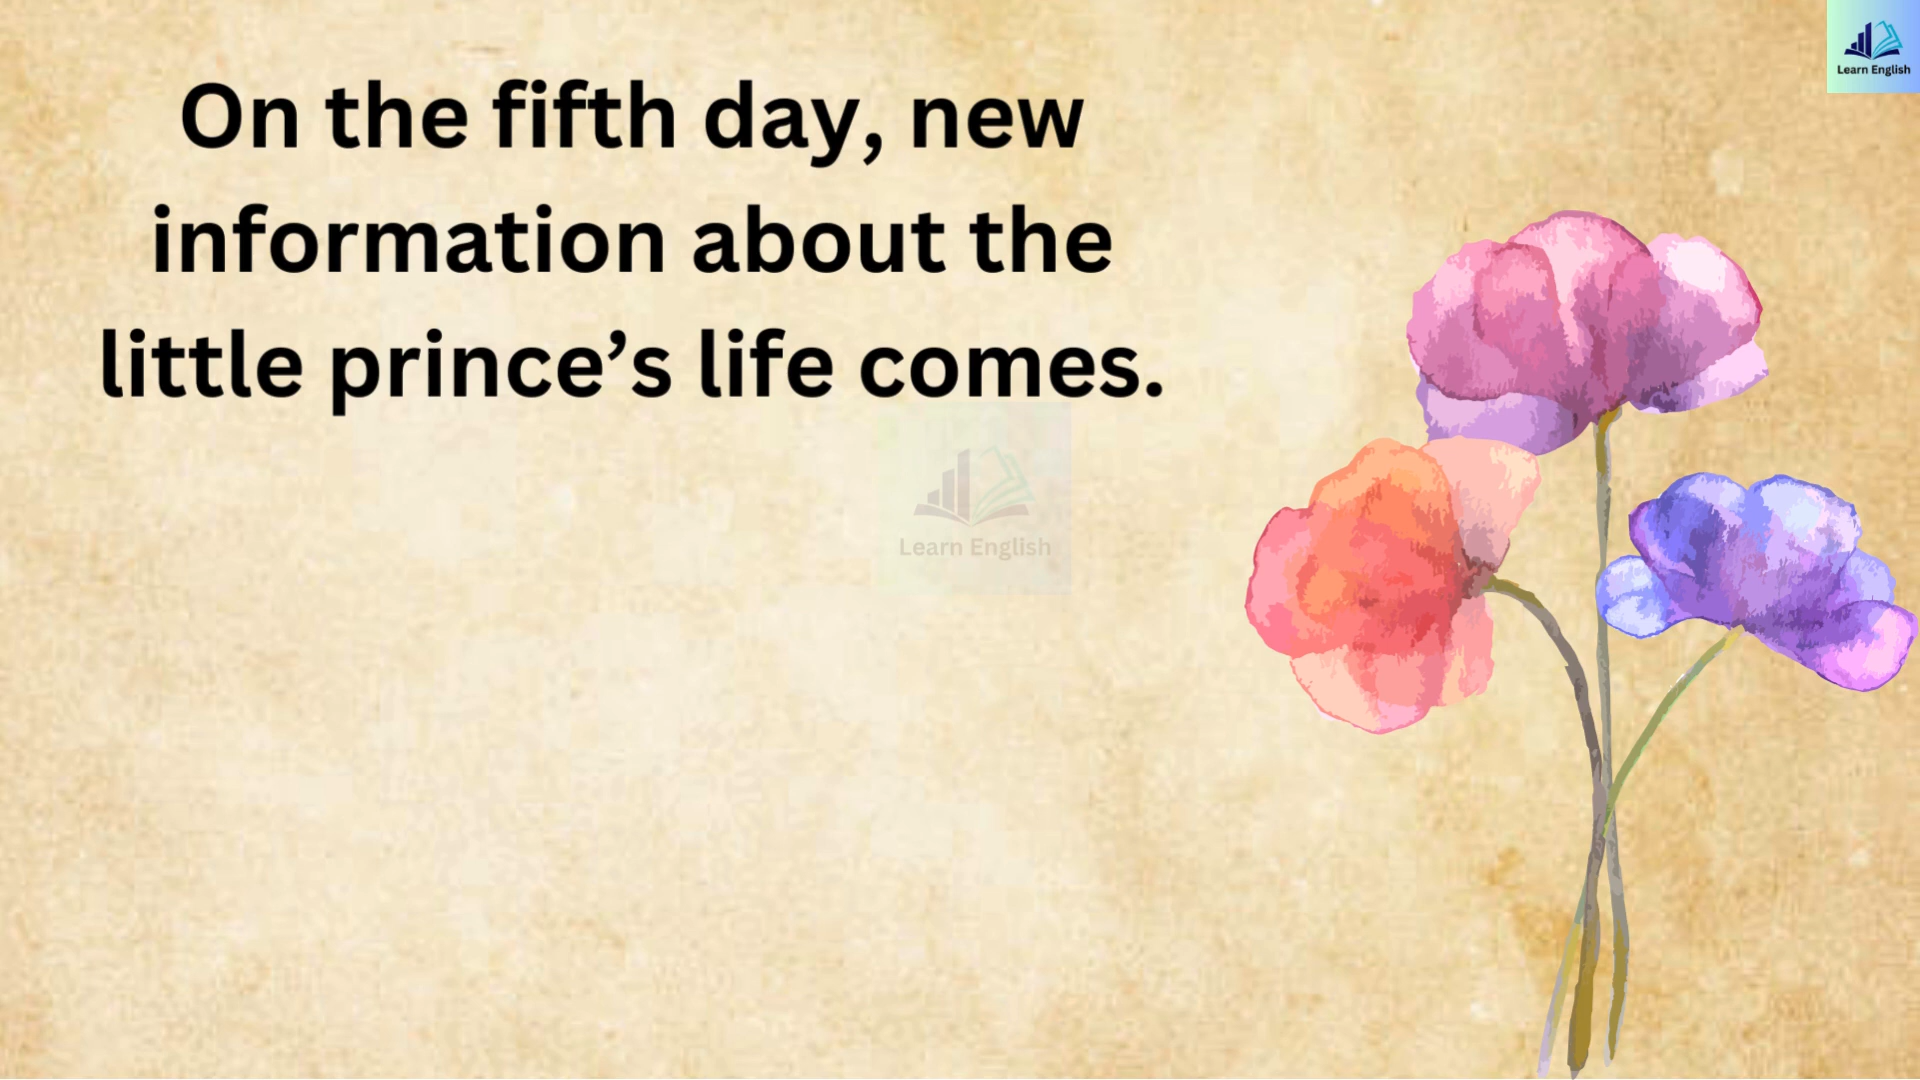 Learn English
On the fifth day, new
information about the
little prince’s life comes.
Learn English